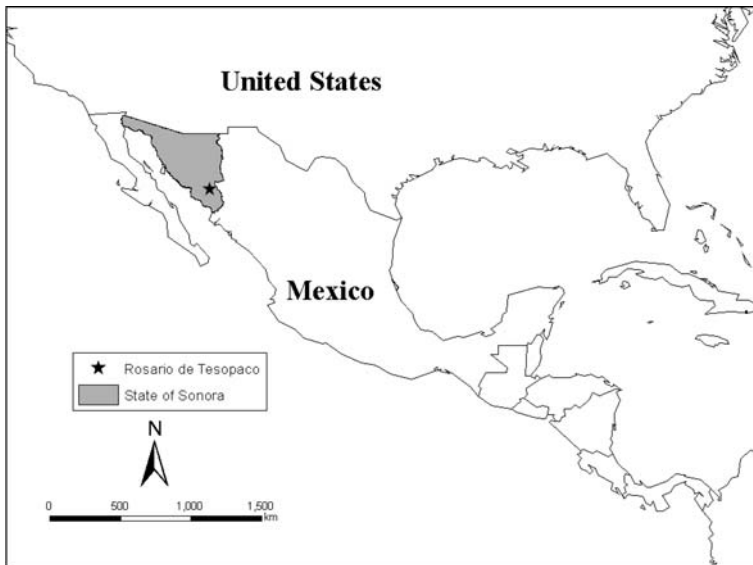 United States
Mexico
Rosario de Tesopaco
State of Sonora
N
0 500 1,000 1,500
km